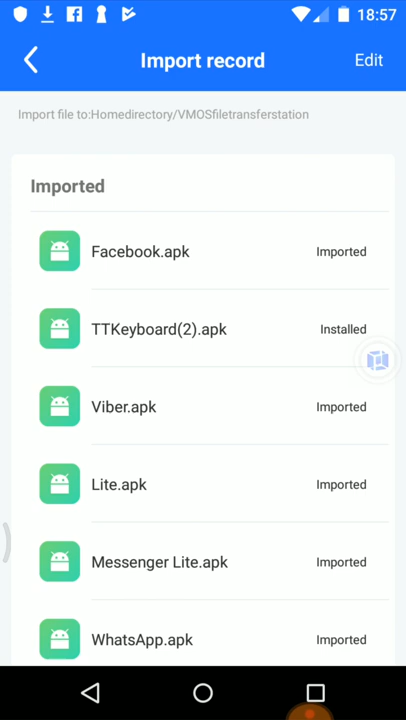 18:57
Import record
Edit
Import file to:Homedirectory/VMOSfiletransferstation
Imported
Facebook.apk
Imported
TTKeyboard(2).apk
Installed
Viber.apk
Imported
Lite.apk
Imported
Messenger Lite.apk
Imported
WhatsApp.apk
Imported